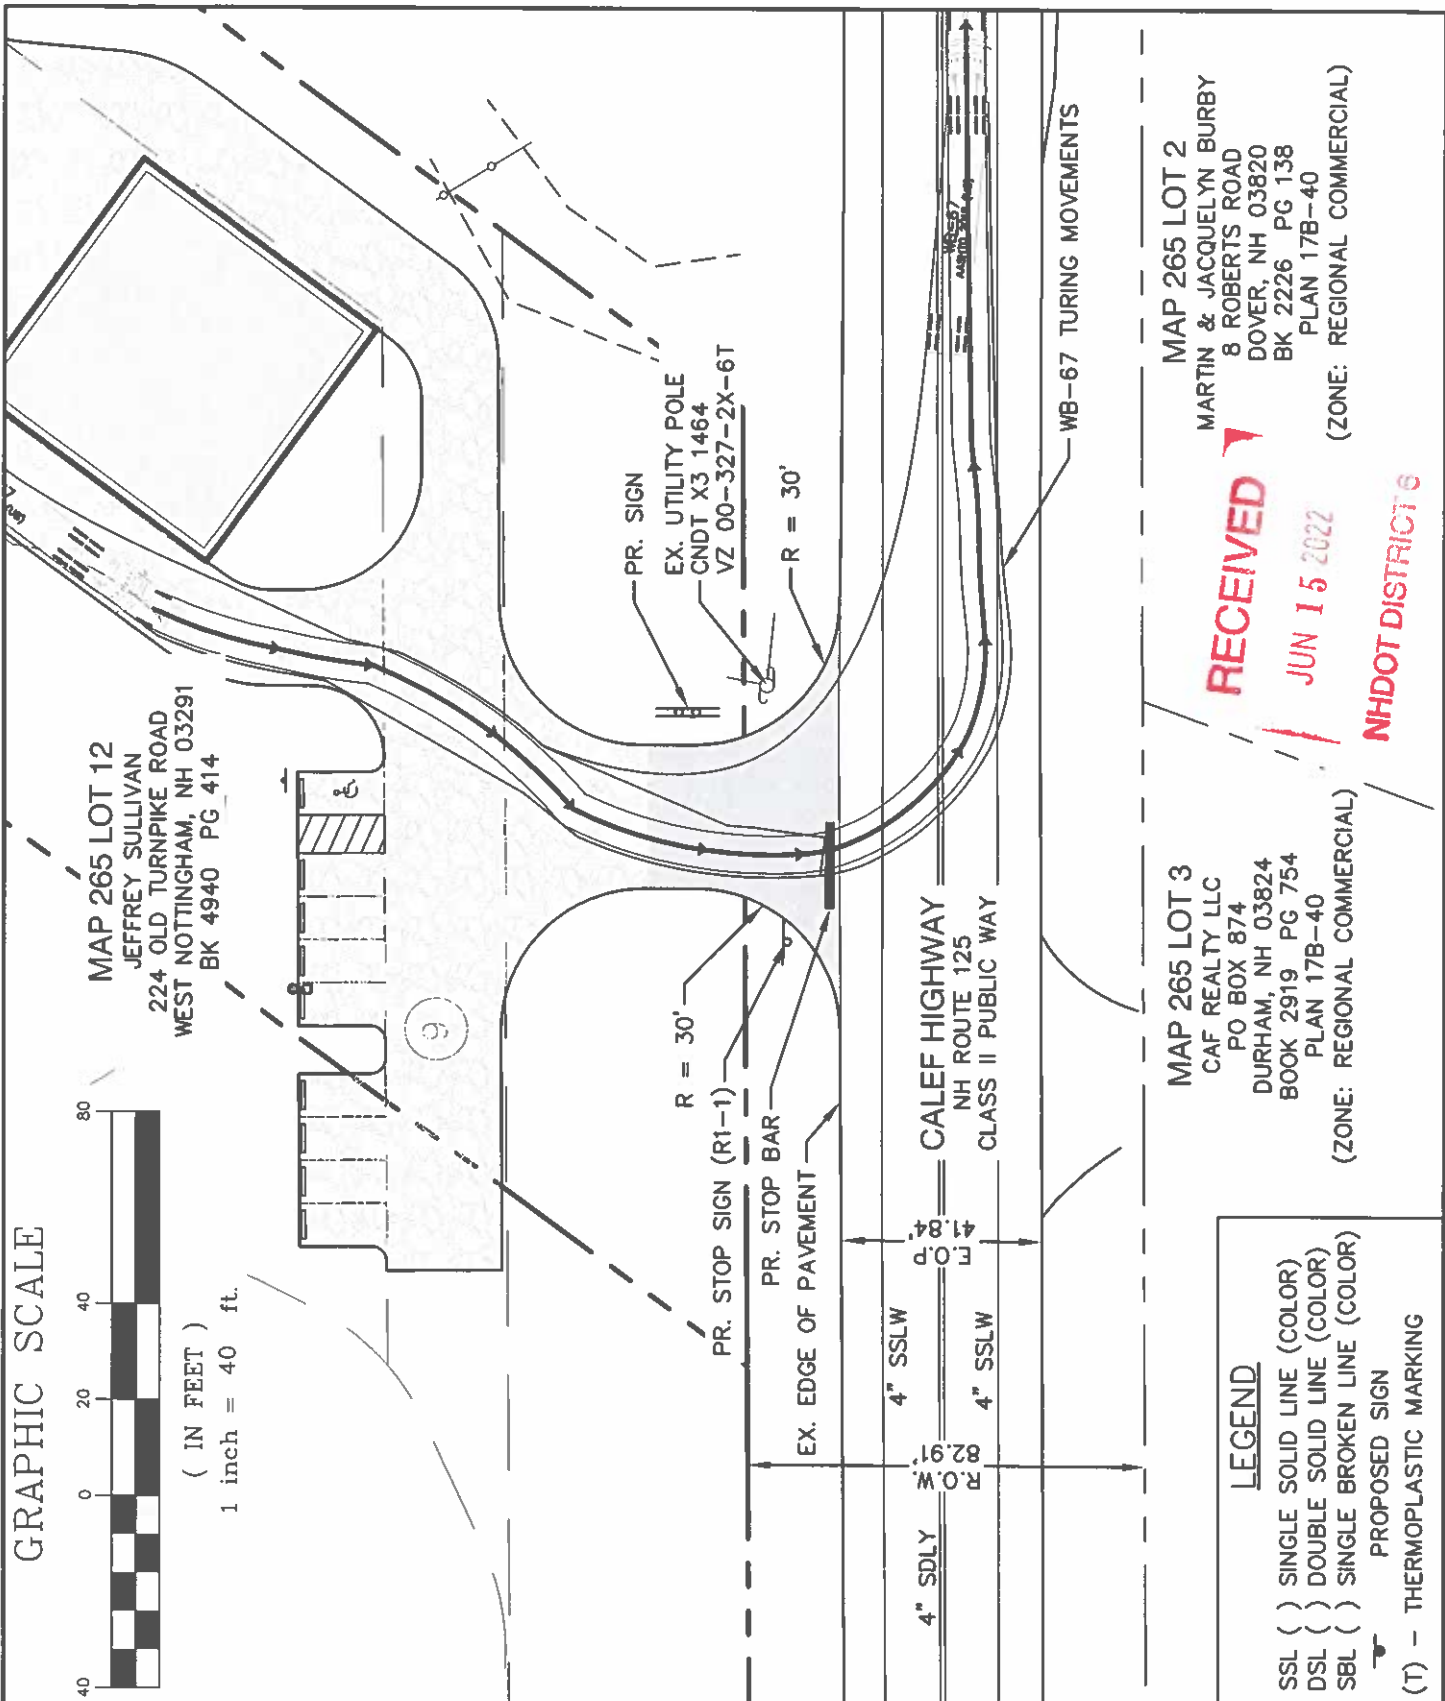 GRAPHIC SCALE
40
0
20
40
80
( IN FEET )
1 inch = 40 ft.
MAP 265 LOT 12
JEFFREY SULLIVAN
224 OLD TURNPIKE ROAD
WEST NOTTINGHAM, NH 03291
BK 4940 PG 414
9
PR. SIGN
EX. UTILITY POLE
CNDT X3 1464
VZ 00-327-2X-6T
R = 30'
R = 30'
PR. STOP SIGN (R1-1)
PR. STOP BAR
EX. EDGE OF PAVEMENT
4" SSLW
4" SSLW
4" SDLY
R.O.W.
82.91'
E.O.P
41.84'
CALEF HIGHWAY
NH ROUTE 125
CLASS II PUBLIC WAY
WB-67
WB-67 TURING MOVEMENTS
MAP 265 LOT 2
MARTIN & JACQUELYN BURBY
8 ROBERTS ROAD
DOVER, NH 03820
BK 2226 PG 138
PLAN 17B-40
(ZONE: REGIONAL COMMERCIAL)
RECEIVED
JUN 15 2022
NHDOT DISTRICT 6
MAP 265 LOT 3
CAF REALTY LLC
PO BOX 874
DURHAM, NH 03824
BOOK 2919 PG 754
PLAN 17B-40
(ZONE: REGIONAL COMMERCIAL)
LEGEND
SSL ( ) SINGLE SOLID LINE (COLOR)
DSL ( ) DOUBLE SOLID LINE (COLOR)
SBL ( ) SINGLE BROKEN LINE (COLOR)
PROPOSED SIGN
(T) - THERMOPLASTIC MARKING